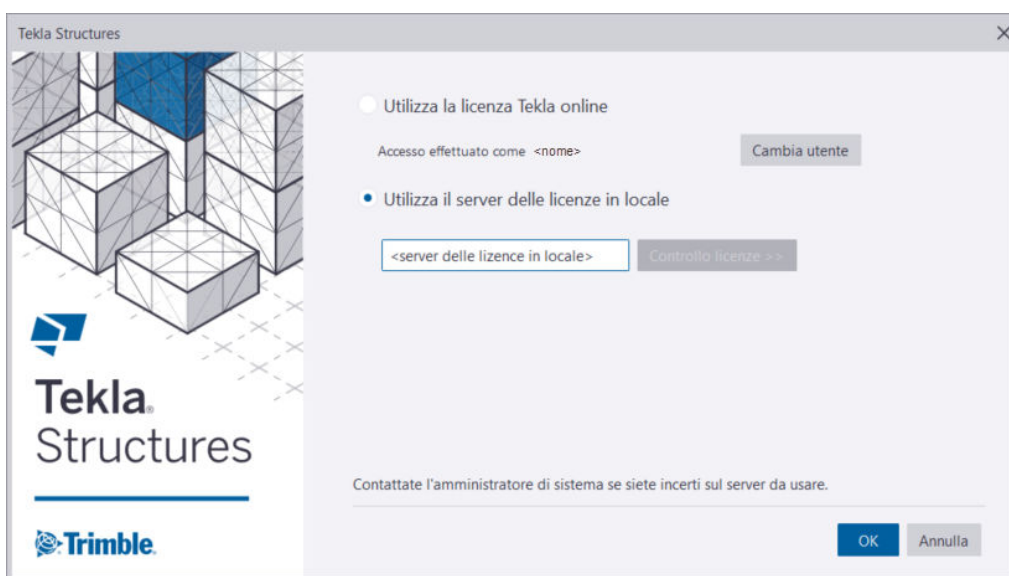 Tekla Structures
Utilizza la licenza Tekla online
Accesso effettuato come <nome>
Cambia utente
Utilizza il server delle licenze in locale
<server delle lizence in locale>
Controllo licenze >>
Tekla®
Structures
Contattate l'amministratore di sistema se siete incerti sul server da usare.
Trimble.
OK
Annulla